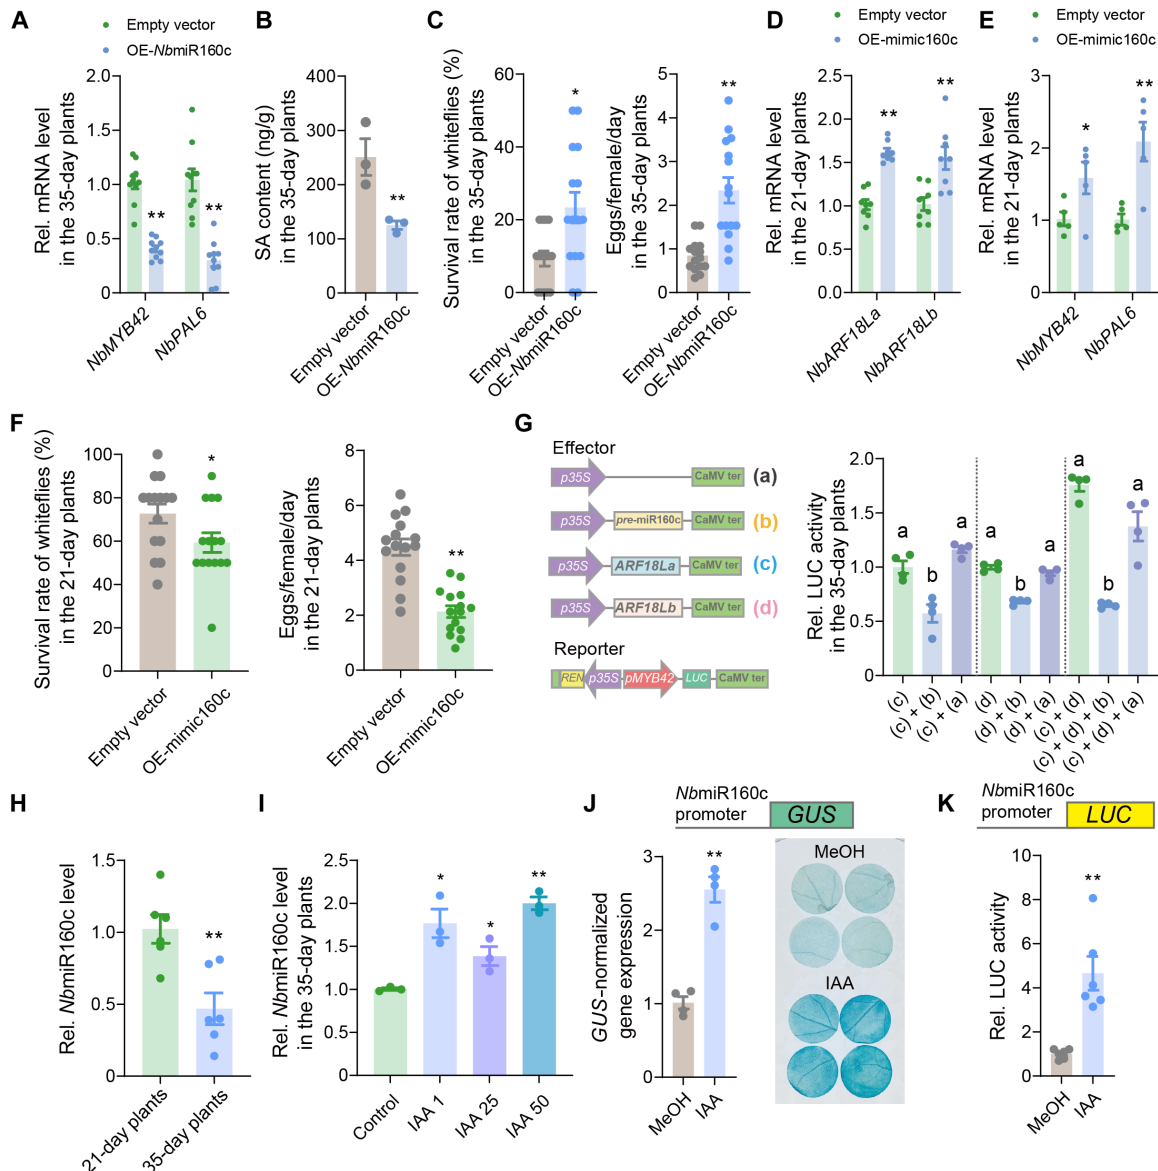 A
Empty vector
OE-NbmiR160c
Rel. mRNA level
in the 35-day plants
2.0
1.5
1.0
0.5
0
**
**
NbMYB42
NbPAL6
B
SA content (ng/g)
in the 35-day plants
400
300
200
100
0
**
Empty vector
OE-NbmiR160c
C
Survival rate of whiteflies (%)
in the 35-day plants
60
40
20
0
*
Empty vector
OE-NbmiR160c
Eggs/female/day
in the 35-day plants
5
4
3
2
1
0
**
Empty vector
OE-NbmiR160c
D
Empty vector
OE-mimic160c
Rel. mRNA level
in the 21-day plants
2.5
2.0
1.5
1.0
0.5
0.0
**
**
NbARF18La
NbARF18Lb
E
Empty vector
OE-mimic160c
Rel. mRNA level
in the 21-day plants
3
2
1
0
*
**
NbMYB42
NbPAL6
F
Survival rate of whiteflies (%)
in the 21-day plants
100
80
60
40
20
0
*
Empty vector
OE-mimic160c
Eggs/female/day
in the 21-day plants
8
6
4
2
0
**
Empty vector
OE-mimic160c
G
Effector
p35S
CaMV ter
(a)
p35S
pre-miR160c
CaMV ter
(b)
p35S
ARF18La
CaMV ter
(c)
p35S
ARF18Lb
CaMV ter
(d)
Reporter
REN
p35S
pMYB42
LUC
CaMV ter
Rel. LUC activity
in the 35-day plants
2.0
1.5
1.0
0.5
0
a
b
a
a
b
a
a
b
a
(c)
(c) + (b)
(c) + (a)
(d)
(d) + (b)
(d) + (a)
(c) + (d)
(c) + (d) + (b)
(c) + (d) + (a)
H
Rel. NbmiR160c level
1.5
1.0
0.5
0.0
**
21-day plants
35-day plants
I
Rel. NbmiR160c level
in the 35-day plants
2.5
2.0
1.5
1.0
0.5
0.0
*
*
**
Control
IAA 1
IAA 25
IAA 50
J
NbmiR160c
promoter
GUS
GUS-normalized
gene expression
3
2
1
0
**
MeOH
IAA
MeOH
IAA
K
NbmiR160c
promoter
LUC
Rel. LUC activity
10
8
6
4
2
0
**
MeOH
IAA